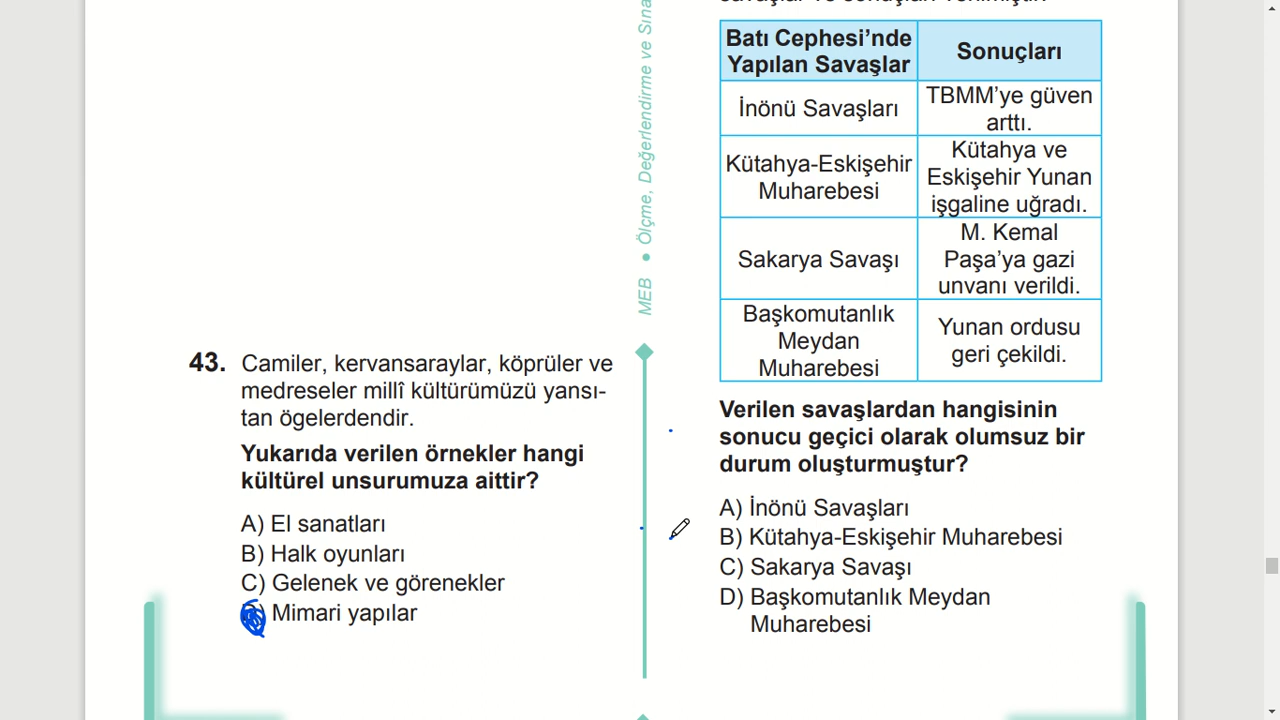 43. Camiler, kervansaraylar, köprüler ve
medreseler millî kültürümüzü yansı-
tan ögelerdendir.
Yukarıda verilen örnekler hangi
kültürel unsurumuza aittir?
A) El sanatları
B) Halk oyunları
C) Gelenek ve görenekler
Mimari yapılar
MEB • Ölçme, Değerlendirme ve
Batı Cephesi’nde
Yapılan Savaşlar
Sonuçları
İnönü Savaşları
TBMM’ye güven
arttı.
Kütahya-Eskişehir
Muharebesi
Kütahya ve
Eskişehir Yunan
işgaline uğradı.
Sakarya Savaşı
M. Kemal
Paşa’ya gazi
unvanı verildi.
Başkomutanlık
Meydan
Muharebesi
Yunan ordusu
geri çekildi.
Verilen savaşlardan hangisinin
sonucu geçici olarak olumsuz bir
durum oluşturmuştur?
A) İnönü Savaşları
B) Kütahya-Eskişehir Muharebesi
C) Sakarya Savaşı
D) Başkomutanlık Meydan
Muharebesi